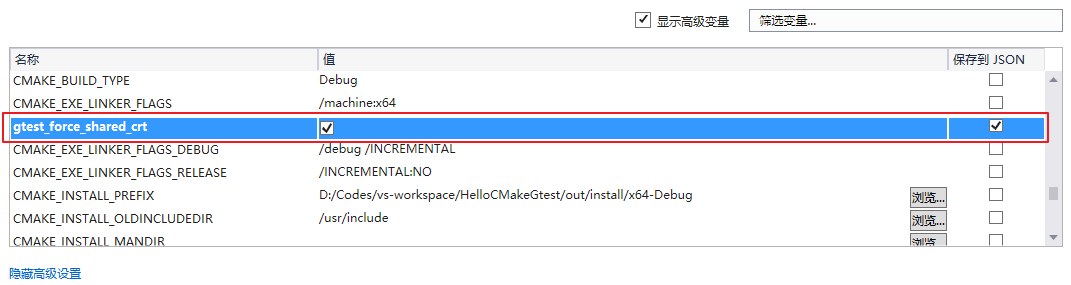 显示高级变量 筛选变量...
名称 值 保存到 JSON
CMAKE_BUILD_TYPE Debug
CMAKE_EXE_LINKER_FLAGS /machine:x64
gtest_force_shared_crt
CMAKE_EXE_LINKER_FLAGS_DEBUG /debug /INCREMENTAL
CMAKE_EXE_LINKER_FLAGS_RELEASE /INCREMENTAL:NO
CMAKE_INSTALL_PREFIX D:/Codes/vs-workspace/HelloCMakeGtest/out/install/x64-Debug 浏览...
CMAKE_INSTALL_OLDINCLUDEDIR /usr/include 浏览...
CMAKE_INSTALL_MANDIR 浏览...
隐藏高级设置